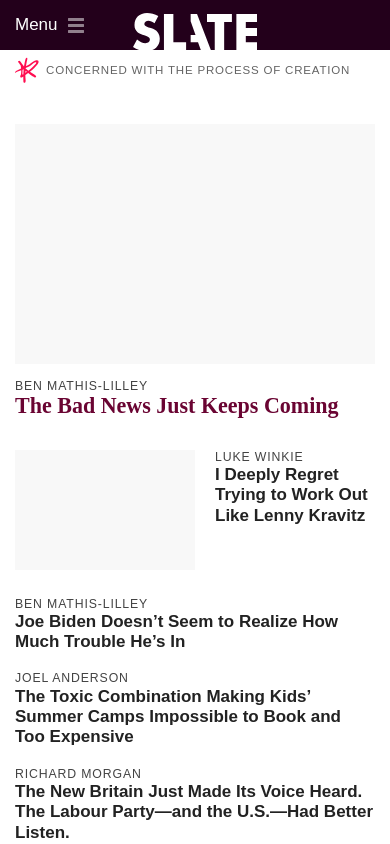 Menu
SLATE
CONCERNED WITH THE PROCESS OF CREATION
BEN MATHIS-LILLEY
The Bad News Just Keeps Coming
LUKE WINKIE
I Deeply Regret
Trying to Work Out
Like Lenny Kravitz
BEN MATHIS-LILLEY
Joe Biden Doesn’t Seem to Realize How
Much Trouble He’s In
JOEL ANDERSON
The Toxic Combination Making Kids’
Summer Camps Impossible to Book and
Too Expensive
RICHARD MORGAN
The New Britain Just Made Its Voice Heard.
The Labour Party—and the U.S.—Had Better
Listen.